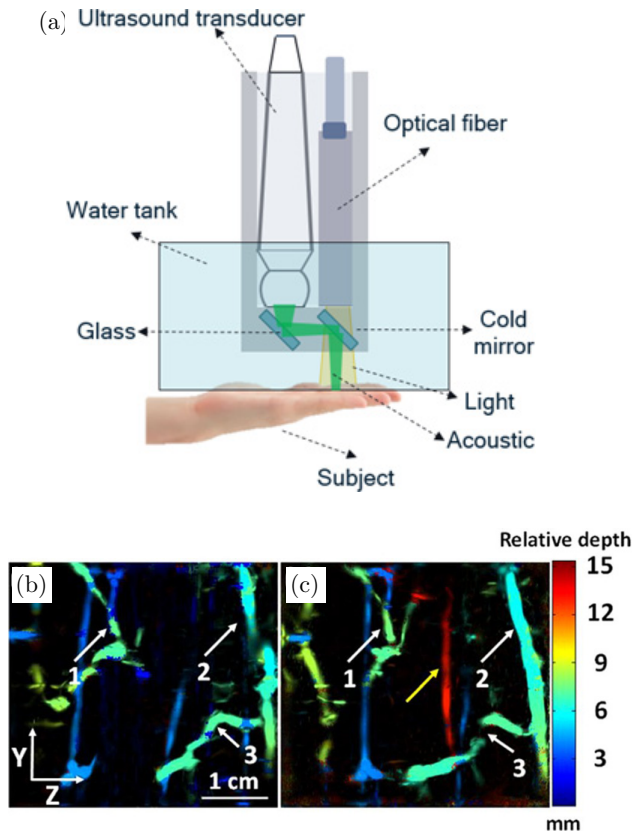 (a)
Ultrasound transducer
Optical fiber
Water tank
Glass
Cold
mirror
Light
Acoustic
Subject
Relative depth
(b)
(c)
15
12
9
6
3
mm
1
2
3
Y
Z
1 cm
1
2
3